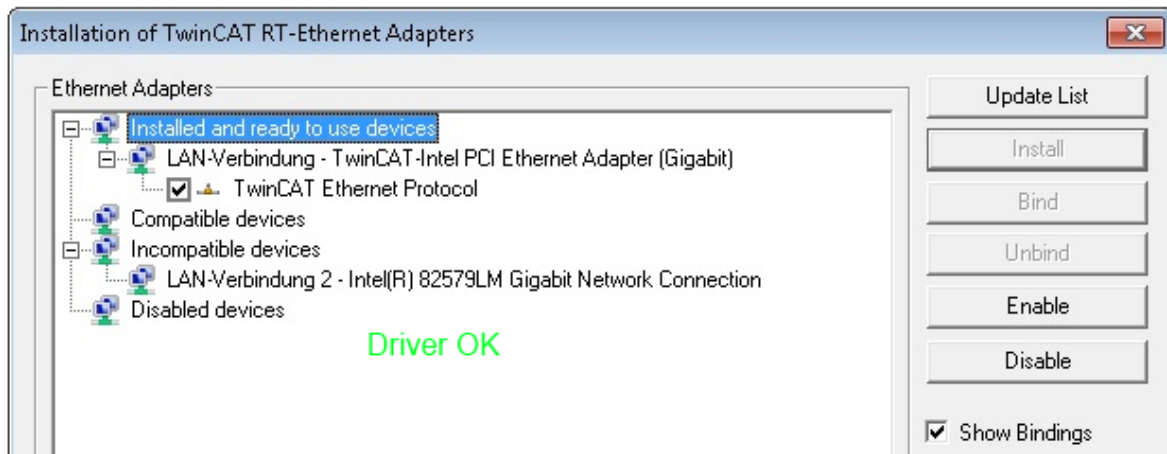 Installation of TwinCAT RT-Ethernet Adapters
Ethernet Adapters
Installed and ready to use devices
LAN-Verbindung - TwinCAT-Intel PCI Ethernet Adapter (Gigabit)
TwinCAT Ethernet Protocol
Compatible devices
Incompatible devices
LAN-Verbindung 2 - Intel(R) 82579LM Gigabit Network Connection
Disabled devices
Driver OK
Update List
Install
Bind
Unbind
Enable
Disable
Show Bindings